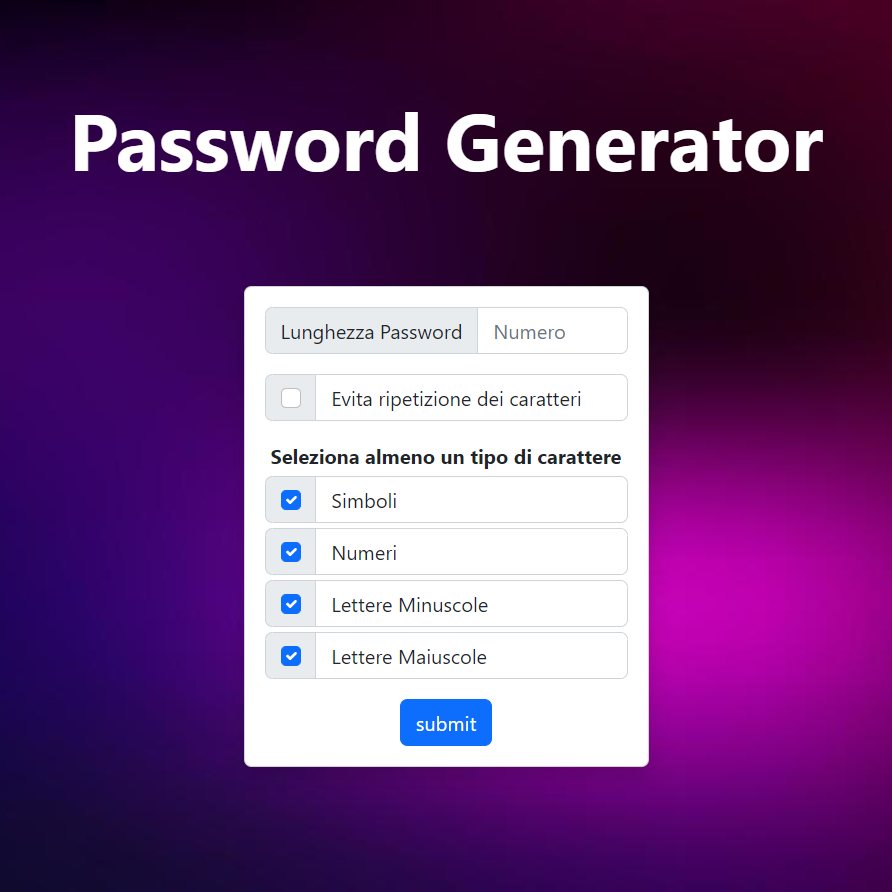 Password Generator
Lunghezza Password Numero
Evita ripetizione dei caratteri
Seleziona almeno un tipo di carattere
Simboli
Numeri
Lettere Minuscole
Lettere Maiuscole
submit